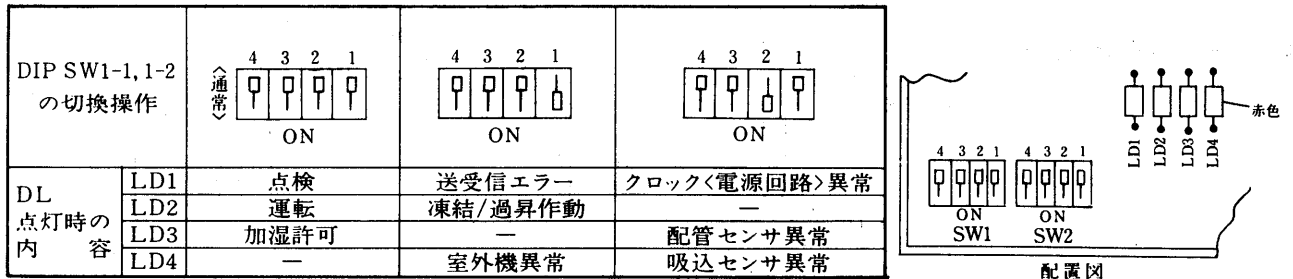 DIP SW1-1, 1-2
の切換操作
〈通常〉
4 3 2 1
ON
4 3 2 1
ON
4 3 2 1
ON
DL
点灯時の
内 容
LD1 点検 送受信エラー クロック〈電源回路〉異常
LD2 運転 凍結/過昇作動 —
LD3 加湿許可 — 配管センサ異常
LD4 — 室外機異常 吸込センサ異常
LD1 LD2 LD3 LD4
赤色
4 3 2 1 4 3 2 1
ON ON
SW1 SW2
配置図